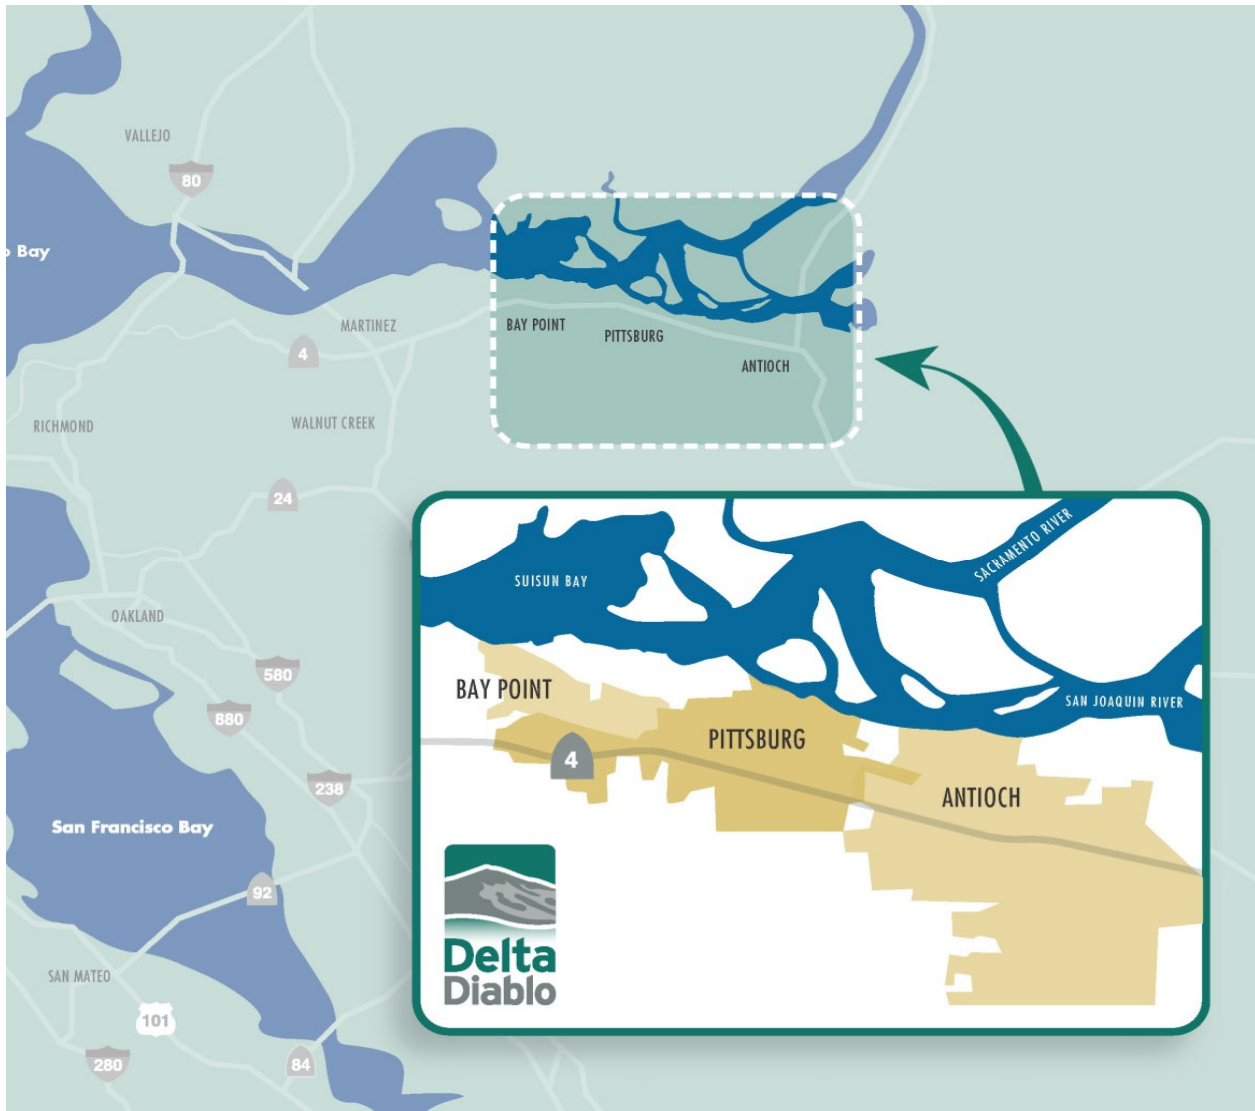 VALLEJO
80
Bay
MARTINEZ
4
BAY POINT
PITTSBURG
ANTIOCH
RICHMOND
WALNUT CREEK
24
OAKLAND
580
880
238
San Francisco Bay
92
SAN MATEO
101
280
84
SUISUN BAY
SACRAMENTO RIVER
SAN JOAQUIN RIVER
BAY POINT
PITTSBURG
4
ANTIOCH
Delta
Diablo